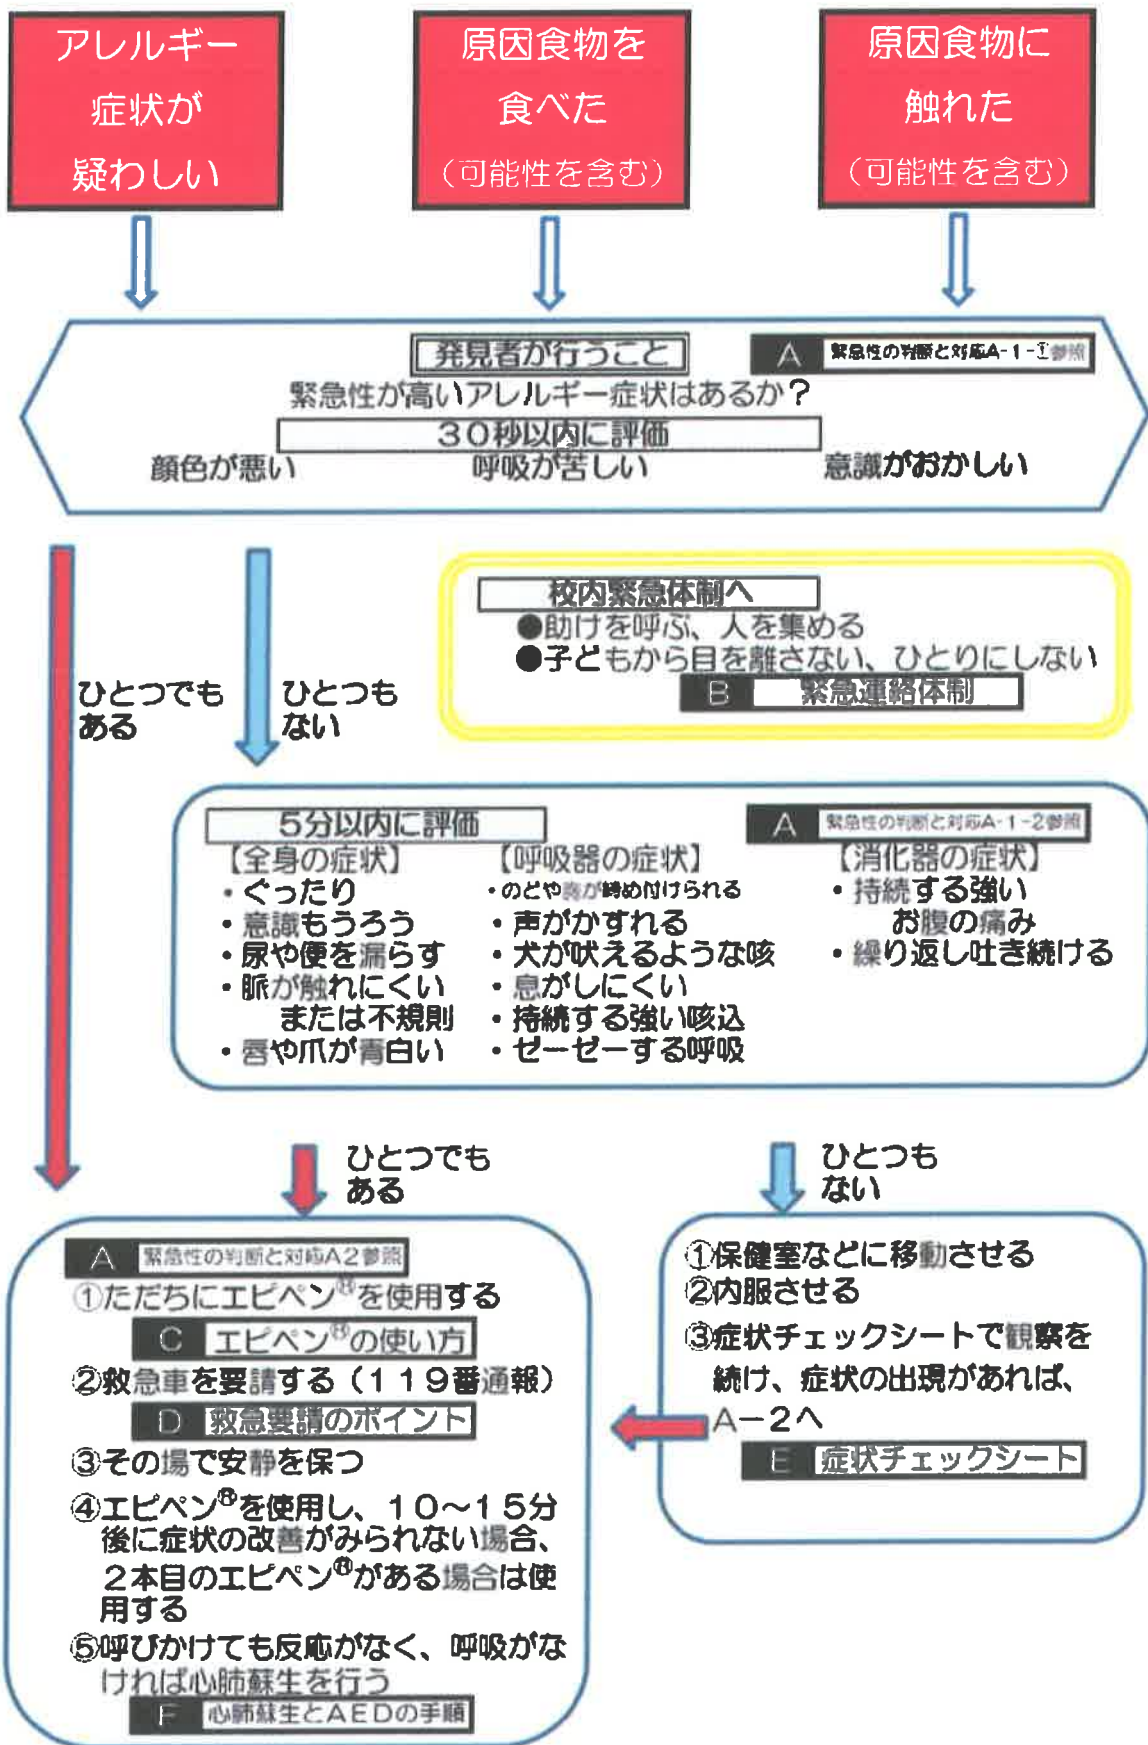 アレルギー
症状が
疑わしい
原因食物を
食べた
(可能性を含む)
原因食物に
触れた
(可能性を含む)
発見者が行うこと
A 緊急性の判断と対応A-1-①参照
緊急性が高いアレルギー症状はあるか?
30秒以内に評価
顔色が悪い 呼吸が苦しい 意識がおかしい
校内緊急体制へ
●助けを呼ぶ、人を集める
●子どもから目を離さない、ひとりにしない
B 緊急連絡体制
ひとつでも
ある
ひとつも
ない
5分以内に評価
A 緊急性の判断と対応A-1-2参照
【全身の症状】
・ぐったり
・意識もうろう
・尿や便を漏らす
・脈が触れにくい
または不規則
・唇や爪が青白い
【呼吸器の症状】
・のどや胸が締め付けられる
・声がかすれる
・犬が吠えるような咳
・息がしにくい
・持続する強い咳込
・ゼーゼーする呼吸
【消化器の症状】
・持続する強い
お腹の痛み
・繰り返し吐き続ける
ひとつでも
ある
ひとつも
ない
A 緊急性の判断と対応A2参照
①ただちにエピペン®を使用する
C エピペン®の使い方
②救急車を要請する(119番通報)
D 救急要請のポイント
③その場で安静を保つ
④エピペン®を使用し、10~15分
後に症状の改善がみられない場合、
2本目のエピペン®がある場合は使
用する
⑤呼びかけても反応がなく、呼吸がな
ければ心肺蘇生を行う
F 心肺蘇生とAEDの手順
①保健室などに移動させる
②内服させる
③症状チェックシートで観察を
続け、症状の出現があれば、
A-2へ
E 症状チェックシート